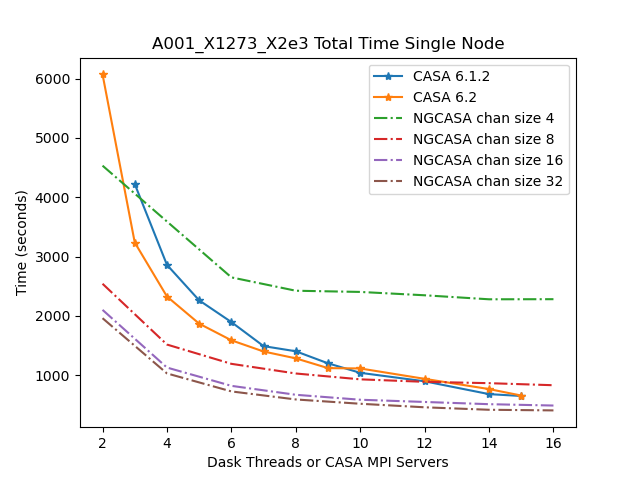 A001_X1273_X2e3 Total Time Single Node
CASA 6.1.2
CASA 6.2
NGCASA chan size 4
NGCASA chan size 8
NGCASA chan size 16
NGCASA chan size 32
Time (seconds)
6000
5000
4000
3000
2000
1000
2 4 6 8 10 12 14 16
Dask Threads or CASA MPI Servers